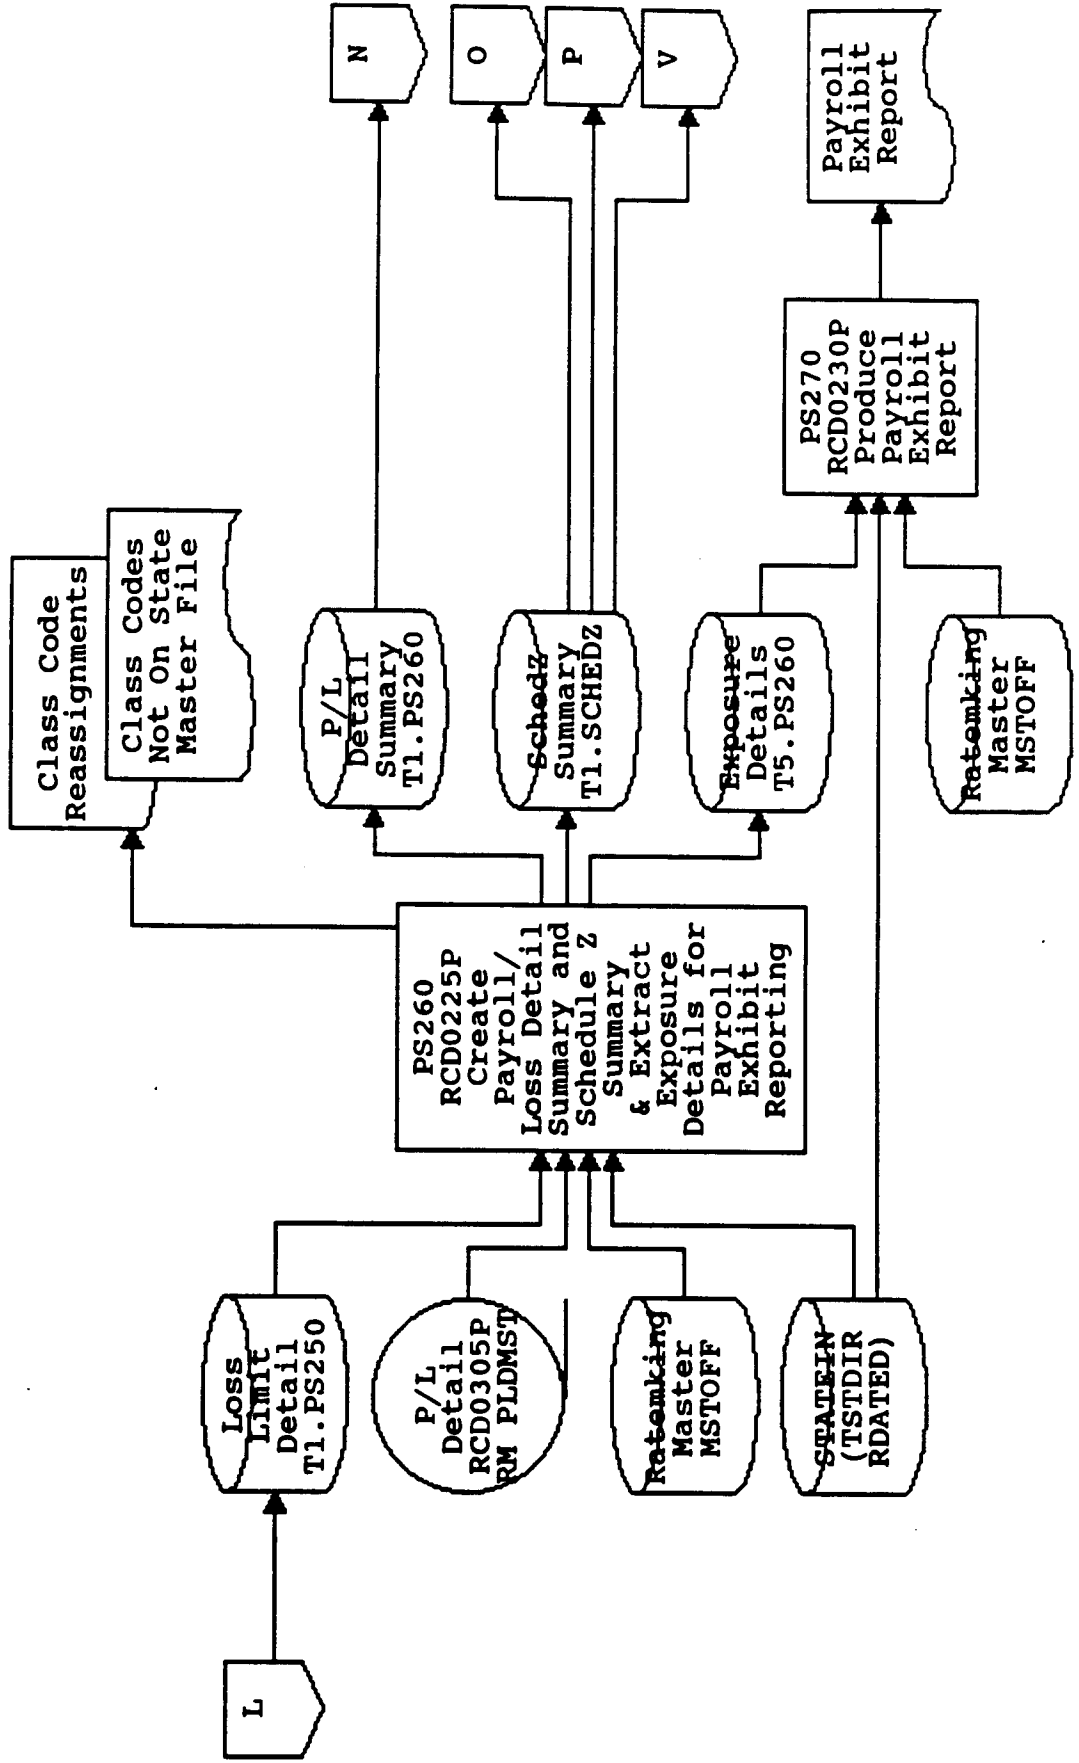 L
Loss
Limit
Detail
T1.PS250
P/L
Detail
RCD0305P
RM PLDMST
Ratemking
Master
MSTOFF
STATEIN
(TSTDIR
RDATED)
PS260
RCD0225P
Create
Payroll/
Loss Detail
Summary and
Schedule Z
Summary
& Extract
Exposure
Details for
Payroll
Exhibit
Reporting
Class Code
Reassignments
Class Codes
Not On State
Master File
P/L
Detail
Summary
T1.PS260
SchedZ
Summary
T1.SCHEDZ
Exposure
Details
T5.PS260
Ratemking
Master
MSTOFF
PS270
RCD0230P
Produce
Payroll
Exhibit
Report
N
O
P
V
Payroll
Exhibit
Report